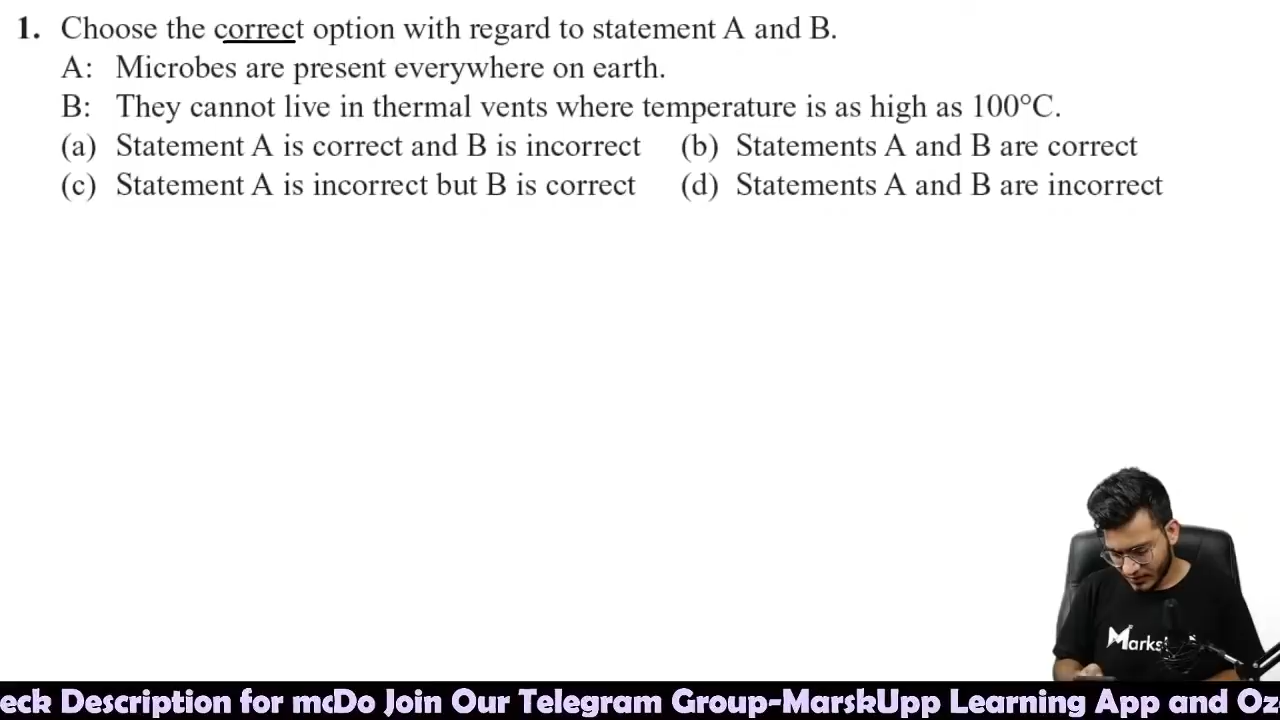 1. Choose the correct option with regard to statement A and B.
A: Microbes are present everywhere on earth.
B: They cannot live in thermal vents where temperature is as high as 100°C.
(a) Statement A is correct and B is incorrect (b) Statements A and B are correct
(c) Statement A is incorrect but B is correct (d) Statements A and B are incorrect
eck Description for mcDo Join Our Telegram Group-MarskUpp Learning App and Oz